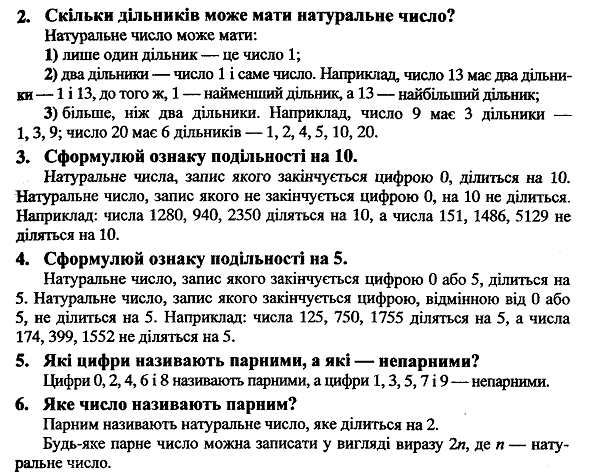 2. Скільки дільників може мати натуральне число?
Натуральне число може мати:
1) лише один дільник — це число 1;
2) два дільники — число 1 і саме число. Наприклад, число 13 має два дільни-
ки — 1 і 13, до того ж, 1 — найменший дільник, а 13 — найбільший дільник;
3) більше, ніж два дільники. Наприклад, число 9 має 3 дільники —
1, 3, 9; число 20 має 6 дільників — 1, 2, 4, 5, 10, 20.
3. Сформулюй ознаку подільності на 10.
Натуральне числа, запис якого закінчується цифрою 0, ділиться на 10.
Натуральне число, запис якого не закінчується цифрою 0, на 10 не ділиться.
Наприклад: числа 1280, 940, 2350 діляться на 10, а числа 151, 1486, 5129 не
діляться на 10.
4. Сформулюй ознаку подільності на 5.
Натуральне число, запис якого закінчується цифрою 0 або 5, ділиться на
5. Натуральне число, запис якого закінчується цифрою, відмінною від 0 або
5, не ділиться на 5. Наприклад: числа 125, 750, 1755 діляться на 5, а числа
174, 399, 1552 не діляться на 5.
5. Які цифри називають парними, а які — непарними?
Цифри 0, 2, 4, 6 і 8 називають парними, а цифри 1, 3, 5, 7 і 9 — непарними.
6. Яке число називають парним?
Парним називають натуральне число, яке ділиться на 2.
Будь-яке парне число можна записати у вигляді виразу 2n, де n — нату-
ральне число.